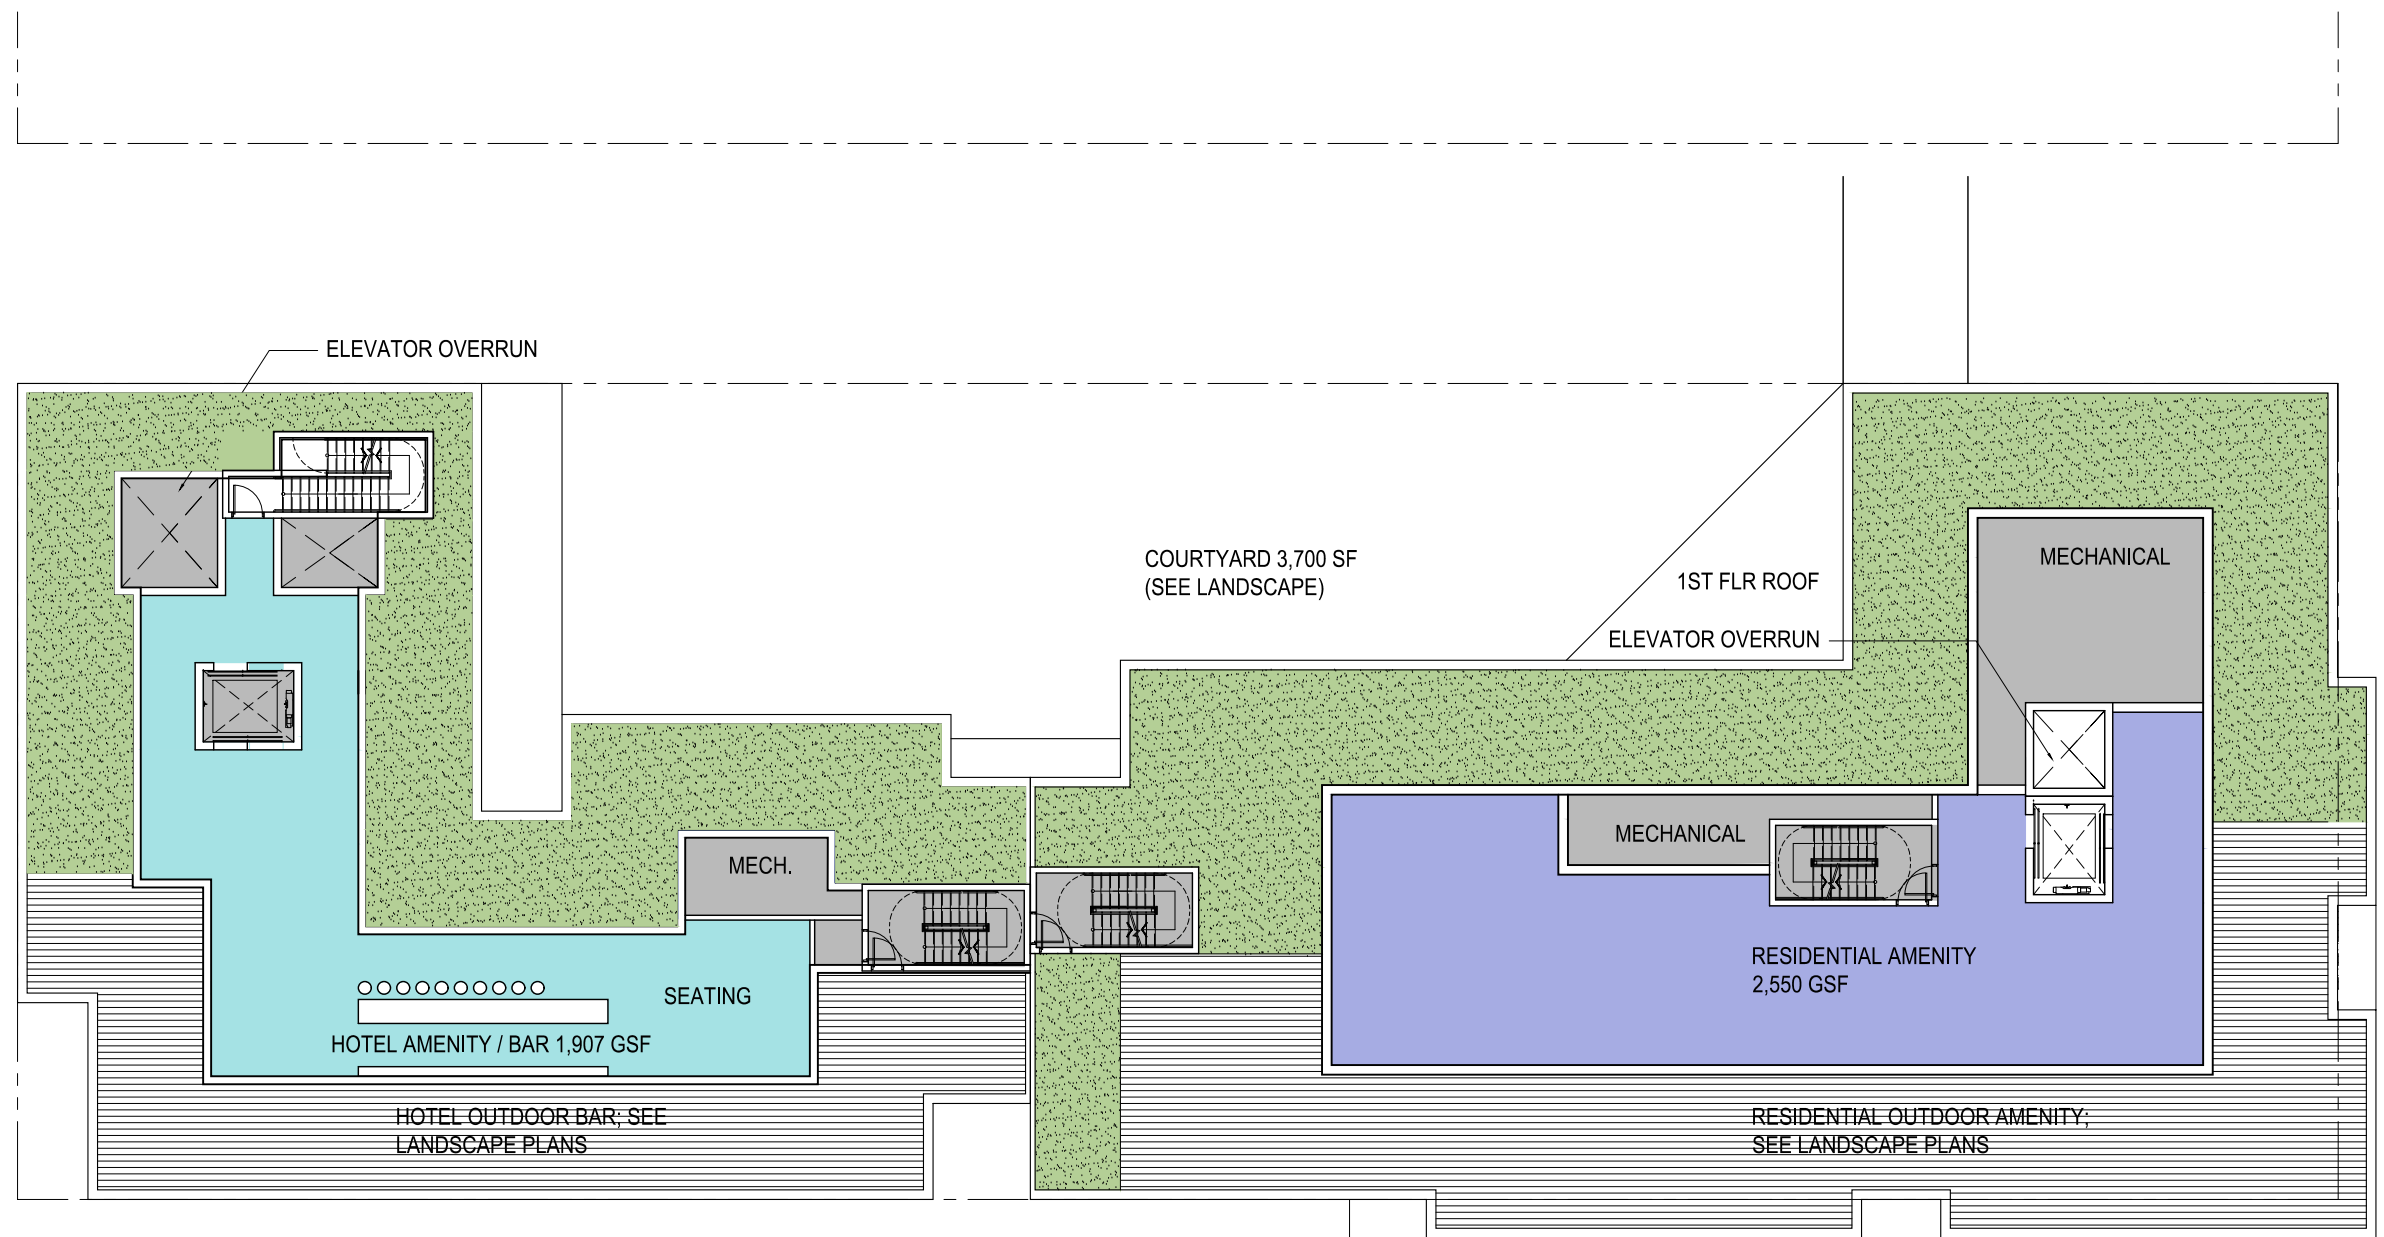 ELEVATOR OVERRUN
COURTYARD 3,700 SF
(SEE LANDSCAPE)
1ST FLR ROOF
ELEVATOR OVERRUN
MECHANICAL
MECHANICAL
MECH.
SEATING
HOTEL AMENITY / BAR 1,907 GSF
RESIDENTIAL AMENITY
2,550 GSF
HOTEL OUTDOOR BAR; SEE
LANDSCAPE PLANS
RESIDENTIAL OUTDOOR AMENITY;
SEE LANDSCAPE PLANS